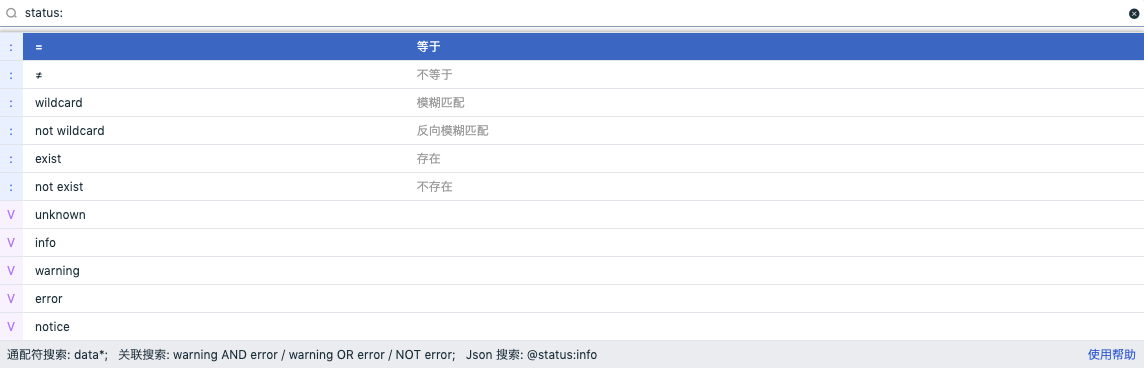 status:
: = 等于
: ≠ 不等于
: wildcard 模糊匹配
: not wildcard 反向模糊匹配
: exist 存在
: not exist 不存在
V unknown
V info
V warning
V error
V notice
通配符搜索: data*; 关联搜索: warning AND error / warning OR error / NOT error; Json 搜索: @status:info 使用帮助